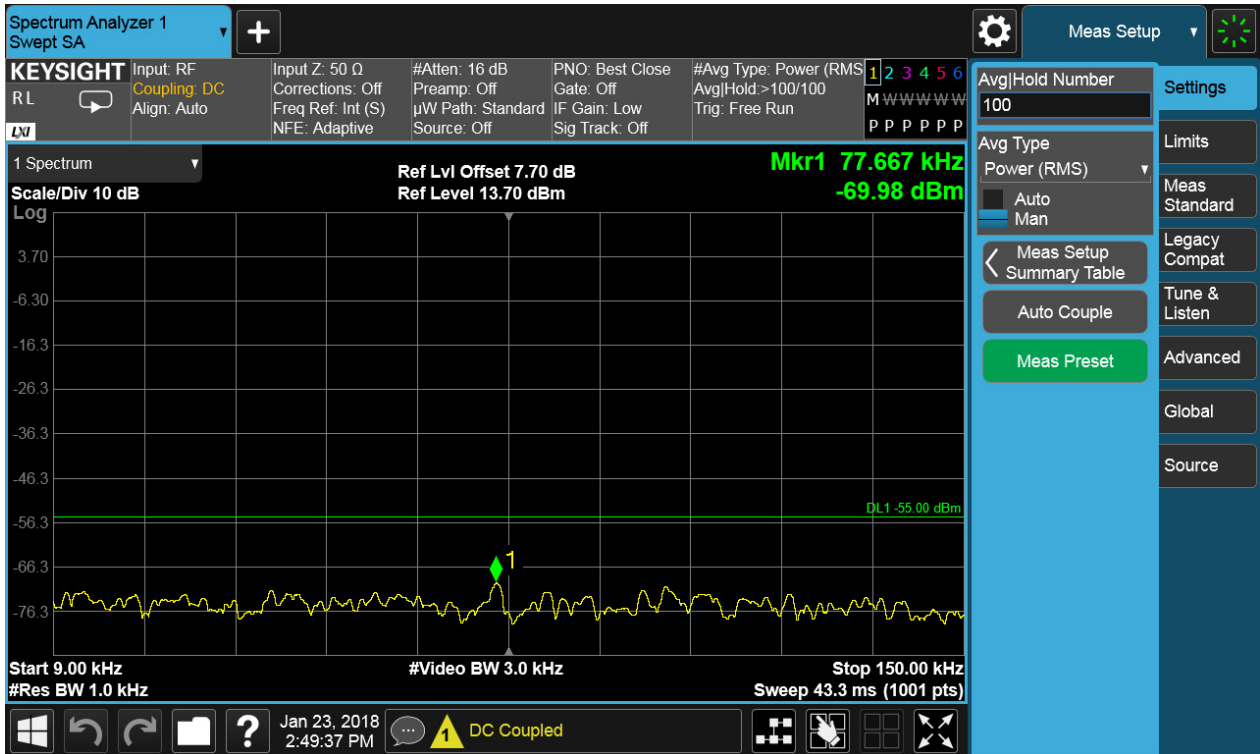 Spectrum Analyzer 1
Swept SA
+
Meas Setup
KEYSIGHT
RL
LXI
Input: RF
Coupling: DC
Align: Auto
Input Z: 50 Ω
Corrections: Off
Freq Ref: Int (S)
NFE: Adaptive
#Atten: 16 dB
Preamp: Off
µW Path: Standard
Source: Off
PNO: Best Close
Gate: Off
IF Gain: Low
Sig Track: Off
#Avg Type: Power (RMS
Avg|Hold:>100/100
Trig: Free Run
1 2 3 4 5 6
M W W W W W
P P P P P P
1 Spectrum
Scale/Div 10 dB
Log
Ref Lvl Offset 7.70 dB
Ref Level 13.70 dBm
Mkr1 77.667 kHz
-69.98 dBm
3.70
-6.30
-16.3
-26.3
-36.3
-46.3
-56.3
-66.3
-76.3
DL1 -55.00 dBm
1
Start 9.00 kHz
#Res BW 1.0 kHz
#Video BW 3.0 kHz
Stop 150.00 kHz
Sweep 43.3 ms (1001 pts)
Avg|Hold Number
100
Avg Type
Power (RMS)
Auto
Man
Meas Setup
Summary Table
Auto Couple
Meas Preset
Settings
Limits
Meas
Standard
Legacy
Compat
Tune &
Listen
Advanced
Global
Source
?
Jan 23, 2018
2:49:37 PM
1
DC Coupled